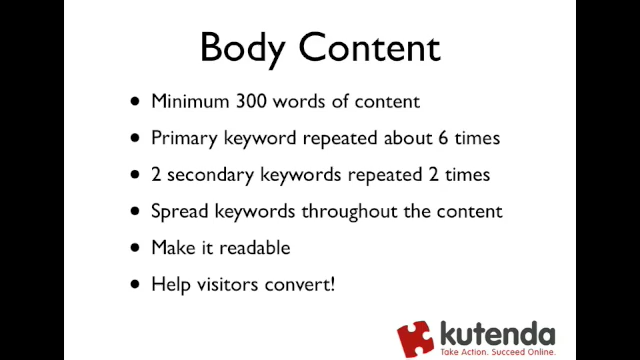 Body Content
• Minimum 300 words of content
• Primary keyword repeated about 6 times
• 2 secondary keywords repeated 2 times
• Spread keywords throughout the content
• Make it readable
• Help visitors convert!
kutenda
Take Action. Succeed Online.